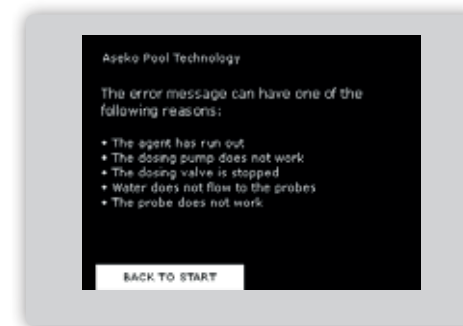 Aseko Pool Technology
The error message can have one of the
following reasons:
• The agent has run out
• The dosing pump does not work
• The dosing valve is stopped
• Water does not flow to the probes
• The probe does not work
BACK TO START